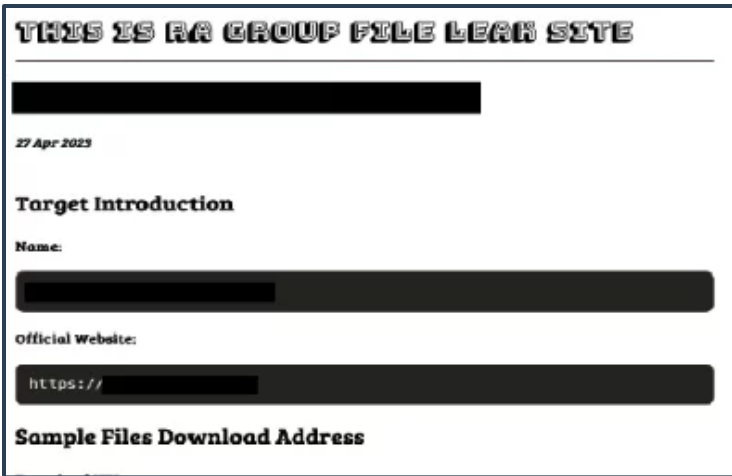 THIS IS RA GROUP FILE LEAK SITE
27 Apr 2023
Target Introduction
Name:
Official Website:
https://
Sample Files Download Address